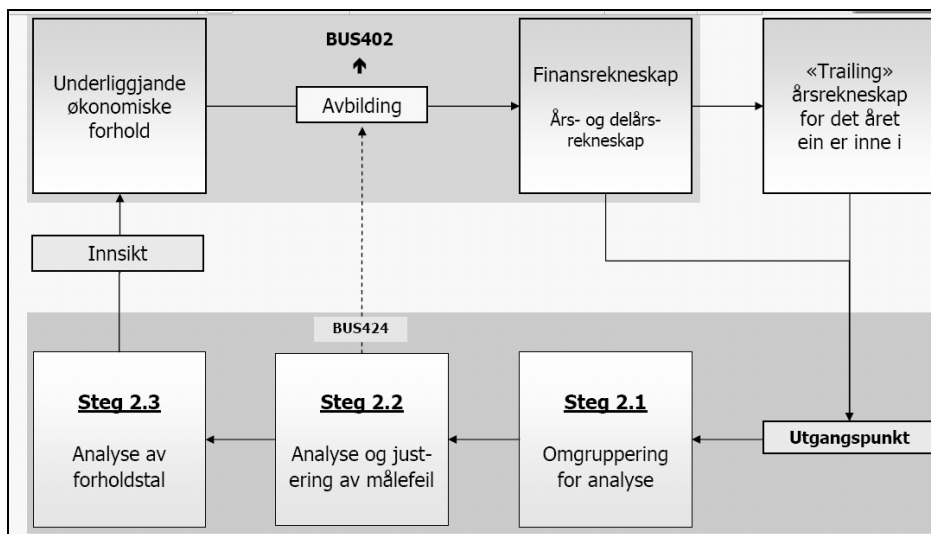 BUS402
Underliggjande
økonomiske
forhold
Avbilding
Finansrekneskap
Års- og delårs-
rekneskap
«Trailing»
årsrekneskap
for det året
ein er inne i
Innsikt
BUS424
Steg 2.3
Analyse av
forholdstal
Steg 2.2
Analyse og just-
ering av målefeil
Steg 2.1
Omgruppering
for analyse
Utgangspunkt